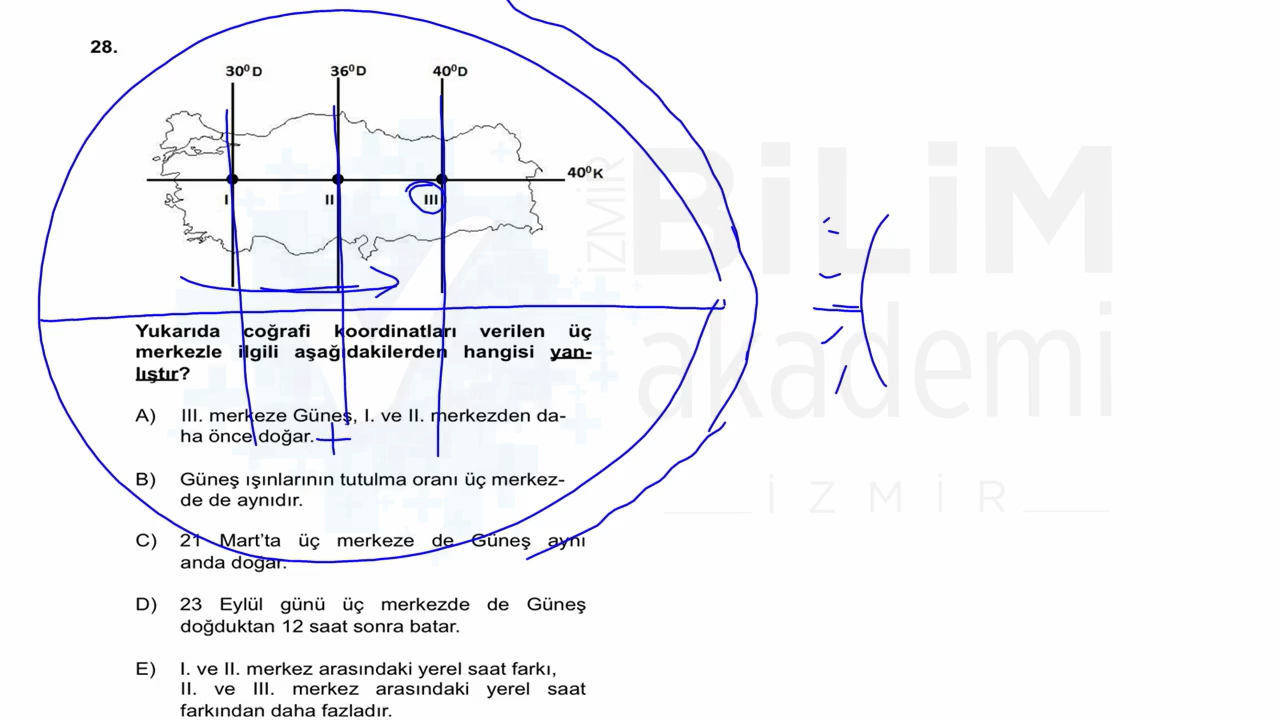 28.
30⁰D 36⁰D 40⁰D
40⁰K
I II III
Yukarıda coğrafi koordinatları verilen üç
merkezle ilgili aşağıdakilerden hangisi yan-
lıştır?
A) III. merkeze Güneş, I. ve II. merkezden da-
ha önce doğar.
B) Güneş ışınlarının tutulma oranı üç merkez-
de de aynıdır.
C) 21 Mart’ta üç merkeze de Güneş aynı
anda doğar.
D) 23 Eylül günü üç merkezde de Güneş
doğduktan 12 saat sonra batar.
E) I. ve II. merkez arasındaki yerel saat farkı,
II. ve III. merkez arasındaki yerel saat
farkından daha fazladır.
İZMİR
BiLiM
akademi
İZMİR